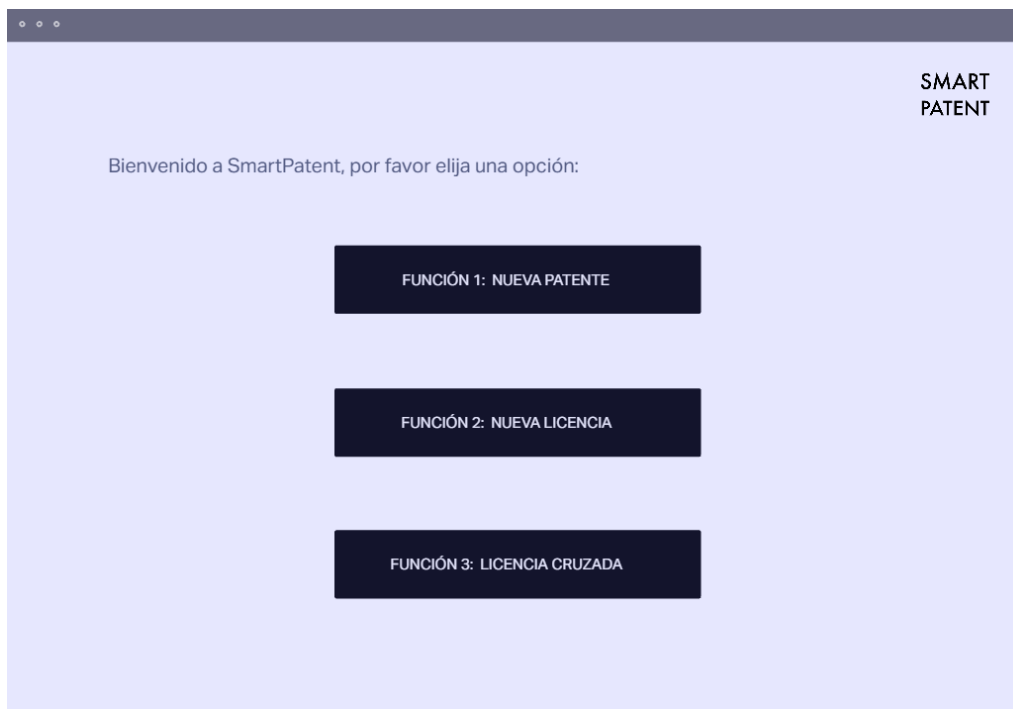 SMART
PATENT
Bienvenido a SmartPatent, por favor elija una opción:
FUNCIÓN 1: NUEVA PATENTE
FUNCIÓN 2: NUEVA LICENCIA
FUNCIÓN 3: LICENCIA CRUZADA